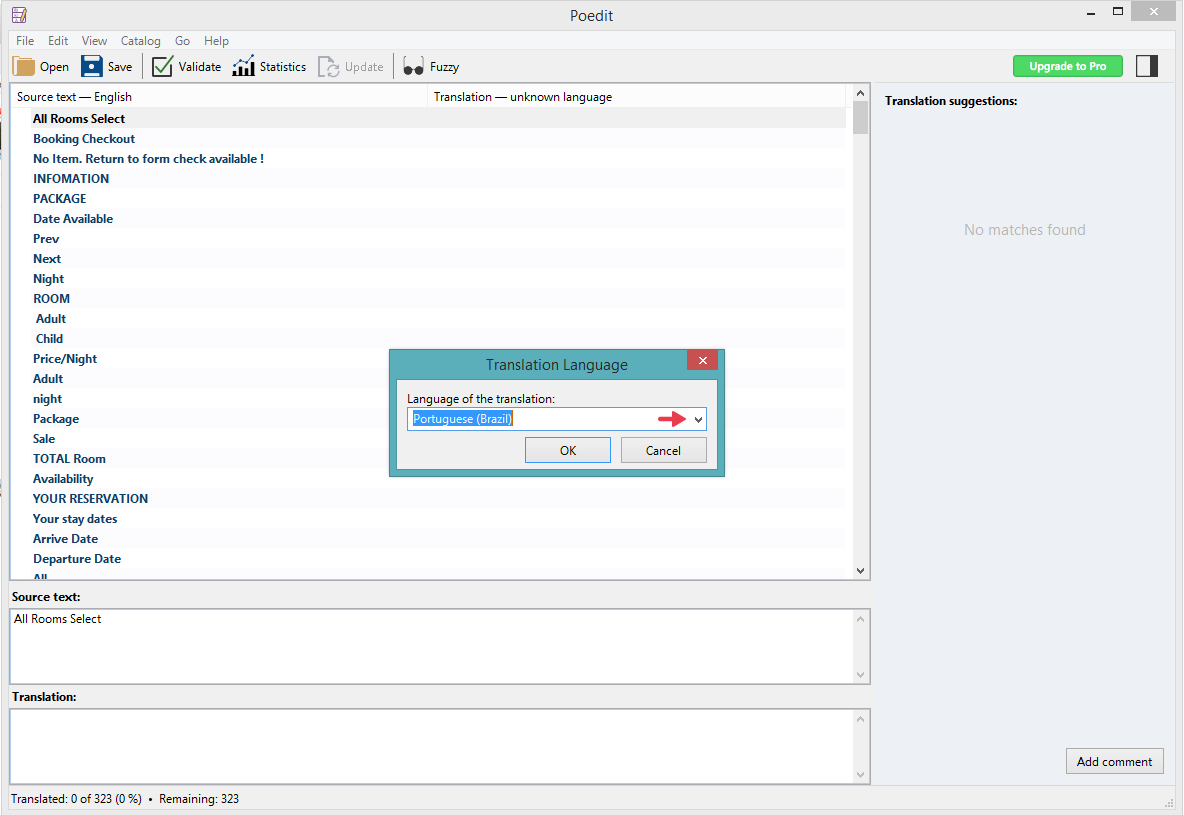 Poedit
File Edit View Catalog Go Help
Open Save Validate Statistics Update Fuzzy Upgrade to Pro
Source text — English Translation — unknown language
All Rooms Select
Booking Checkout
No Item. Return to form check available !
INFOMATION
PACKAGE
Date Available
Prev
Next
Night
ROOM
Adult
Child
Price/Night
Adult
night
Package
Sale
TOTAL Room
Availability
YOUR RESERVATION
Your stay dates
Arrive Date
Departure Date
All
Translation suggestions:
No matches found
Translation Language
Language of the translation:
Portuguese (Brazil)
OK Cancel
Source text:
All Rooms Select
Translation:
Add comment
Translated: 0 of 323 (0 %) • Remaining: 323